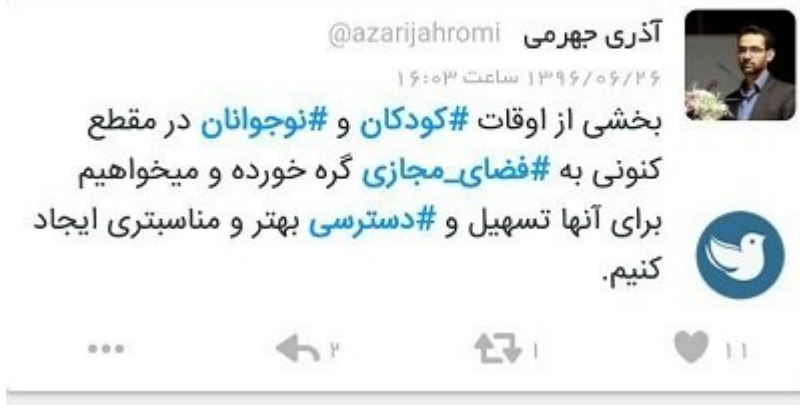 آذری جهرمی @azarijahromi
۱۳۹۶/۰۶/۲۶ ساعت ۱۶:۰۳
بخشی از اوقات #کودکان و #نوجوانان در مقطع
کنونی به #فضای_مجازی گره خورده و میخواهیم
برای آنها تسهیل و #دسترسی بهتر و مناسبتری ایجاد
کنیم.
۱۱ ۱ ۲